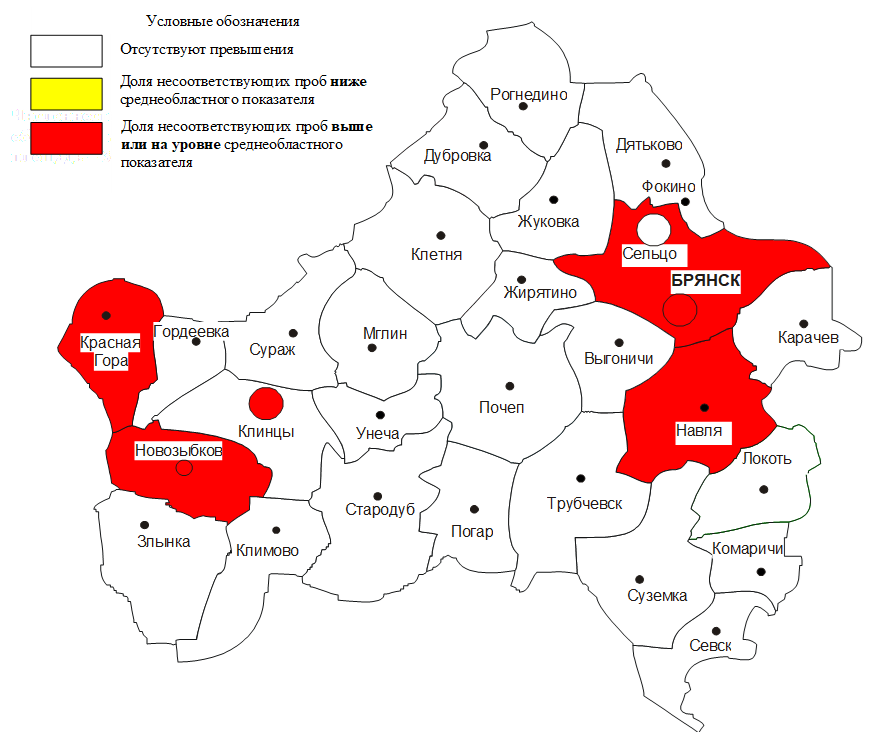 Условные обозначения
Отсутствуют превышения
Доля несоответствующих проб ниже
среднеобластного показателя
Доля несоответствующих проб выше
или на уровне среднеобластного
показателя
Рогнедино
Дятьково
Дубровка
Фокино
Жуковка
Клетня
Сельцо
БРЯНСК
Жирятино
Гордеевка
Мглин
Карачев
Красная
Гора
Сураж
Выгоничи
Почеп
Клинцы
Унеча
Навля
Новозыбков
Локоть
Трубчевск
Стародуб
Погар
Злынка
Климово
Комаричи
Суземка
Севск